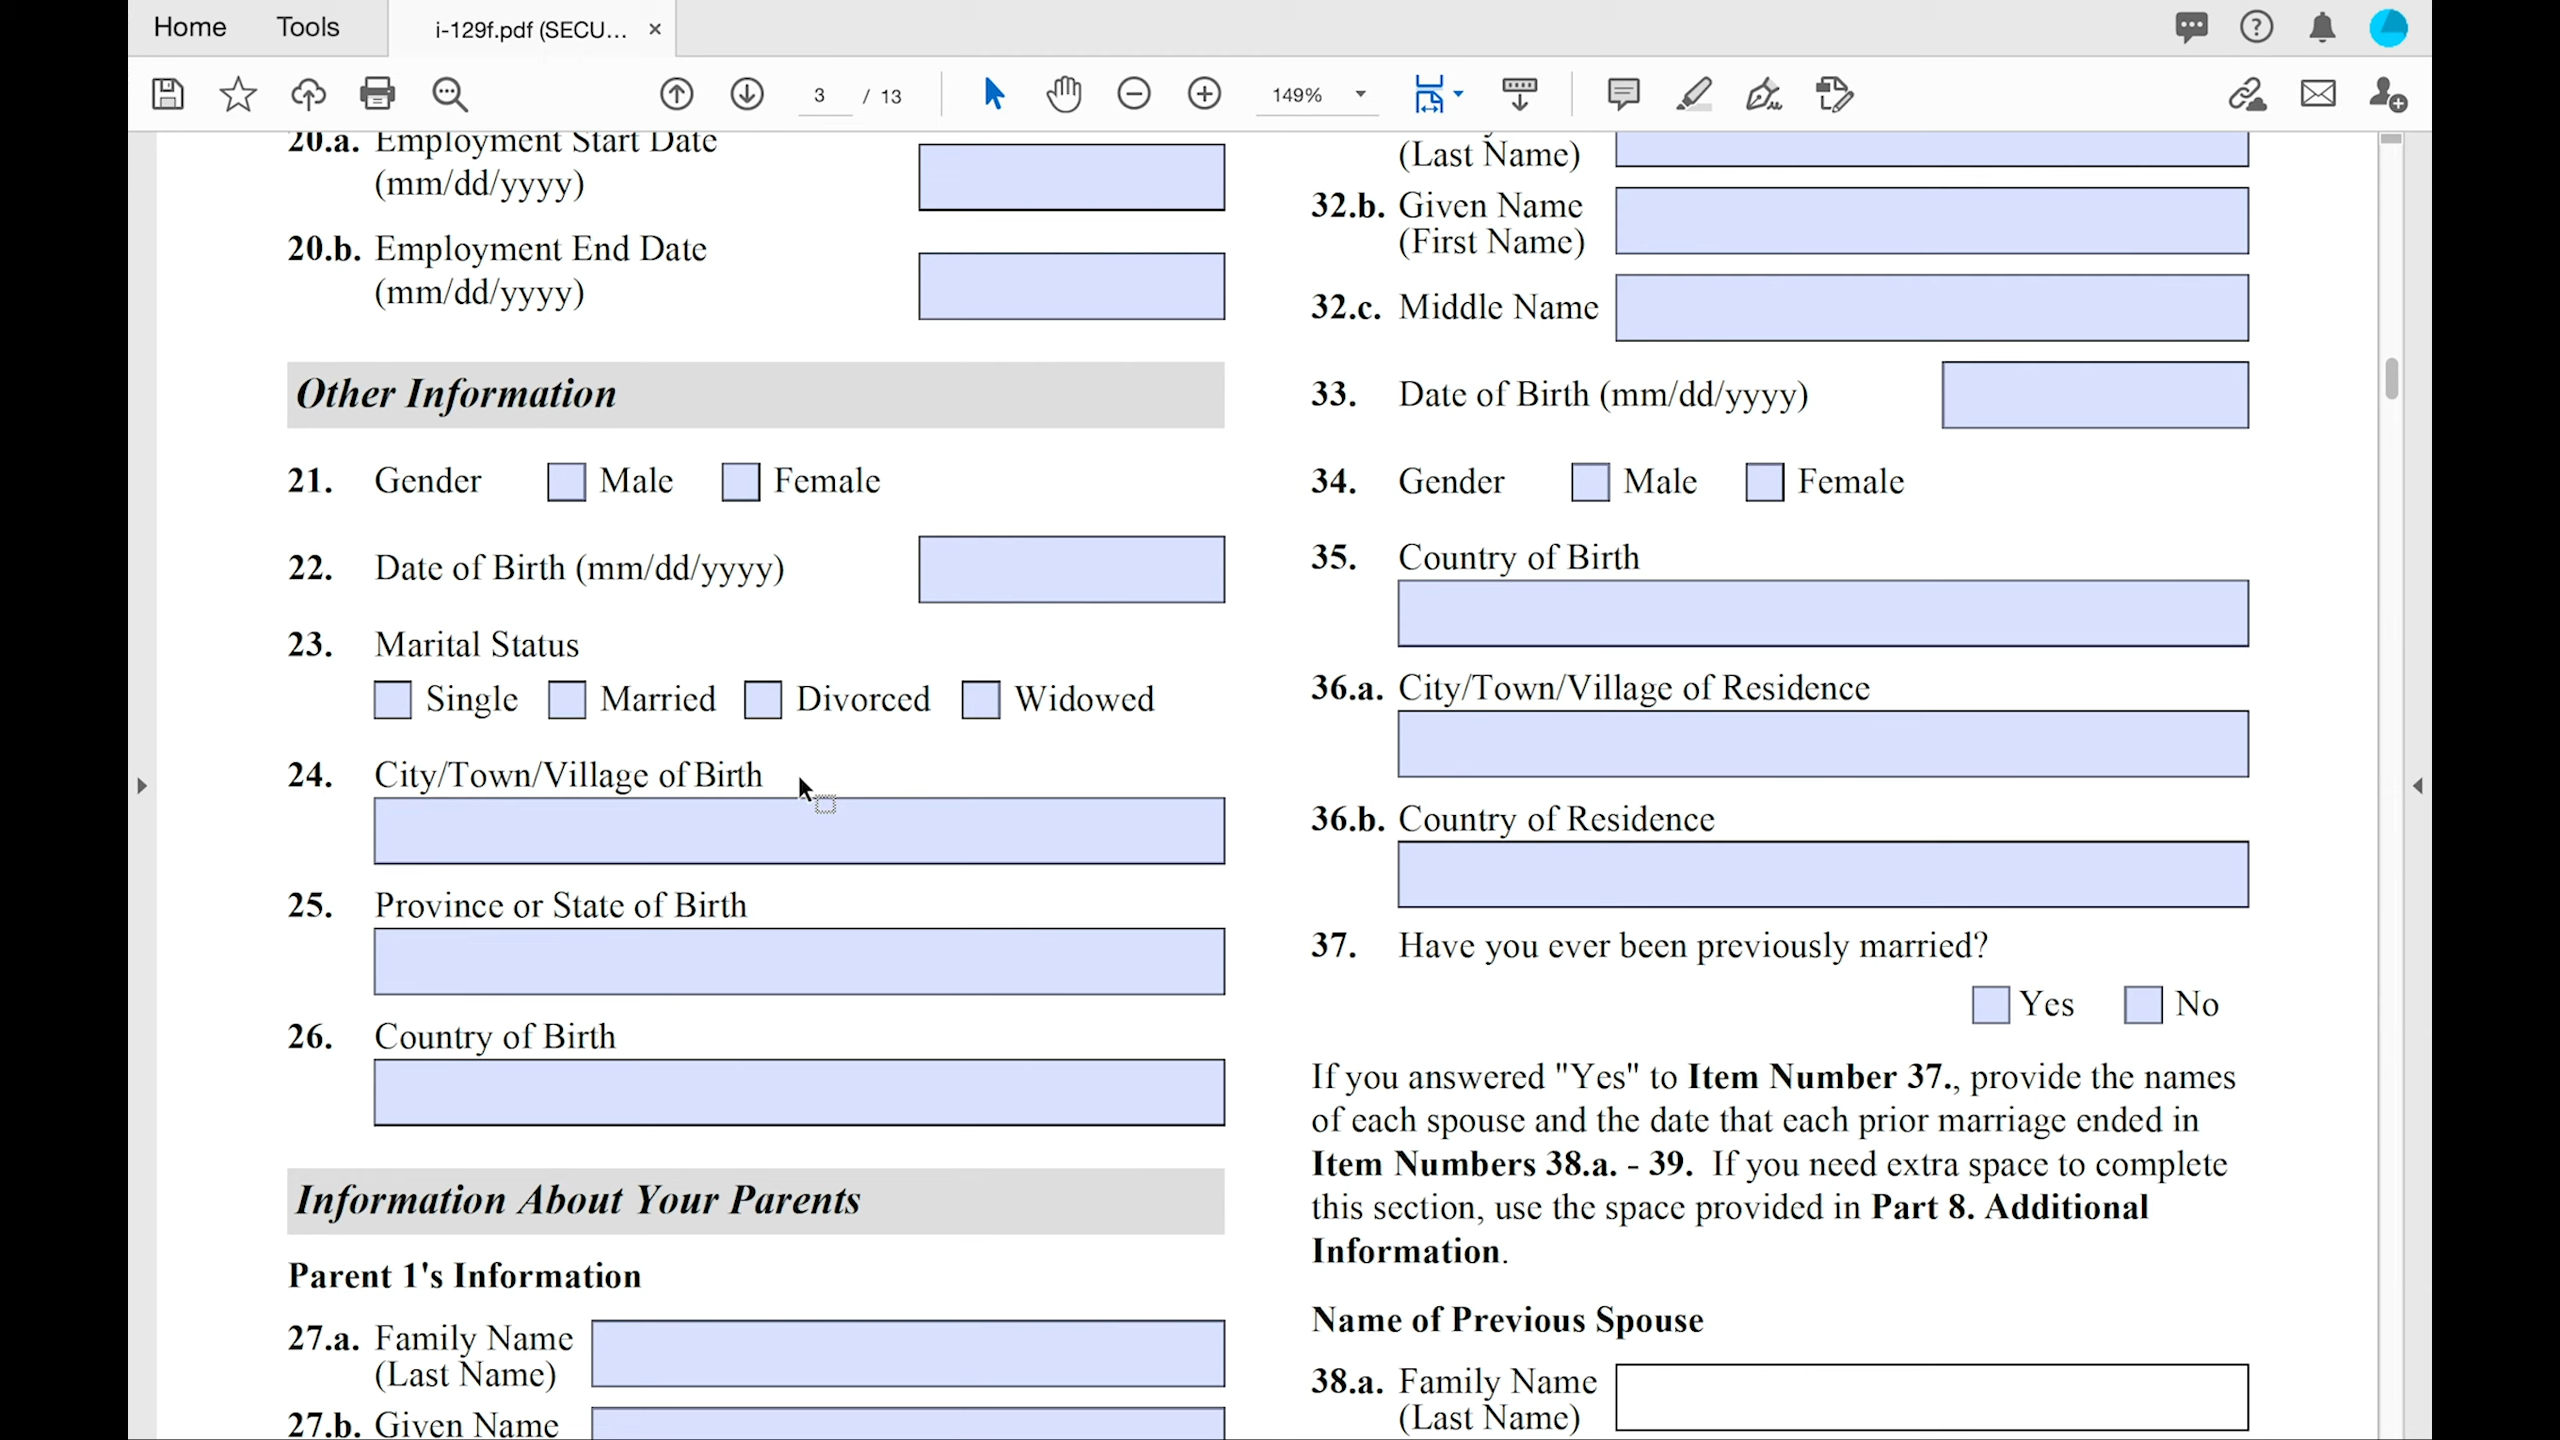 Home
Tools
i-129f.pdf (SECU...
3 / 13
149%
20.a. Employment Start Date
(mm/dd/yyyy)
20.b. Employment End Date
(mm/dd/yyyy)
Other Information
21. Gender Male Female
22. Date of Birth (mm/dd/yyyy)
23. Marital Status
Single Married Divorced Widowed
24. City/Town/Village of Birth
25. Province or State of Birth
26. Country of Birth
Information About Your Parents
Parent 1's Information
27.a. Family Name
(Last Name)
27.b. Given Name
(Last Name)
32.b. Given Name
(First Name)
32.c. Middle Name
33. Date of Birth (mm/dd/yyyy)
34. Gender Male Female
35. Country of Birth
36.a. City/Town/Village of Residence
36.b. Country of Residence
37. Have you ever been previously married?
Yes No
If you answered "Yes" to Item Number 37., provide the names
of each spouse and the date that each prior marriage ended in
Item Numbers 38.a. - 39. If you need extra space to complete
this section, use the space provided in Part 8. Additional
Information.
Name of Previous Spouse
38.a. Family Name
(Last Name)